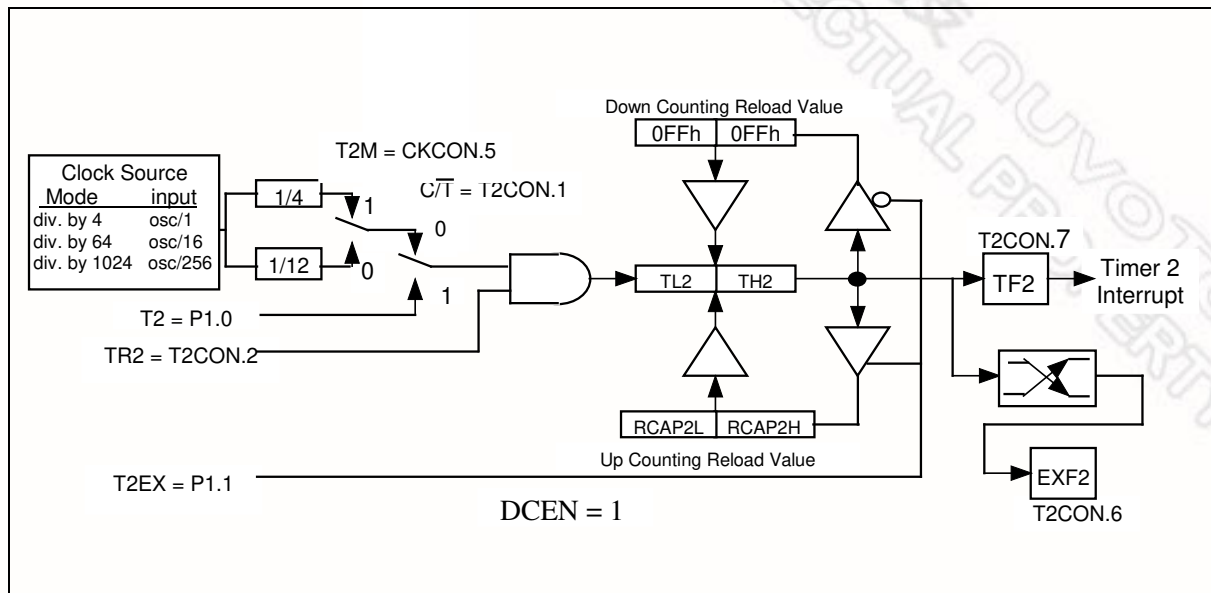 Down Counting Reload Value
0FFh 0FFh
T2M = CKCON.5
C/T = T2CON.1
Clock Source
Mode input
div. by 4 osc/1
div. by 64 osc/16
div. by 1024 osc/256
1/4
1
0
1/12
0
1
T2 = P1.0
TR2 = T2CON.2
TL2 TH2
T2CON.7
TF2
Timer 2
Interrupt
RCAP2L RCAP2H
Up Counting Reload Value
T2EX = P1.1
DCEN = 1
EXF2
T2CON.6
& NUVOTO
ECTUAL PROPERTY